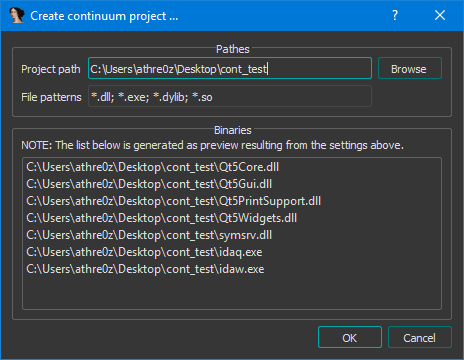 Create continuum project ...
?
Pathes
Project path C:\Users\athre0z\Desktop\cont_test Browse
File patterns *.dll; *.exe; *.dylib; *.so
Binaries
NOTE: The list below is generated as preview resulting from the settings above.
C:\Users\athre0z\Desktop\cont_test\Qt5Core.dll
C:\Users\athre0z\Desktop\cont_test\Qt5Gui.dll
C:\Users\athre0z\Desktop\cont_test\Qt5PrintSupport.dll
C:\Users\athre0z\Desktop\cont_test\Qt5Widgets.dll
C:\Users\athre0z\Desktop\cont_test\symsrv.dll
C:\Users\athre0z\Desktop\cont_test\idaq.exe
C:\Users\athre0z\Desktop\cont_test\idaw.exe
OK Cancel